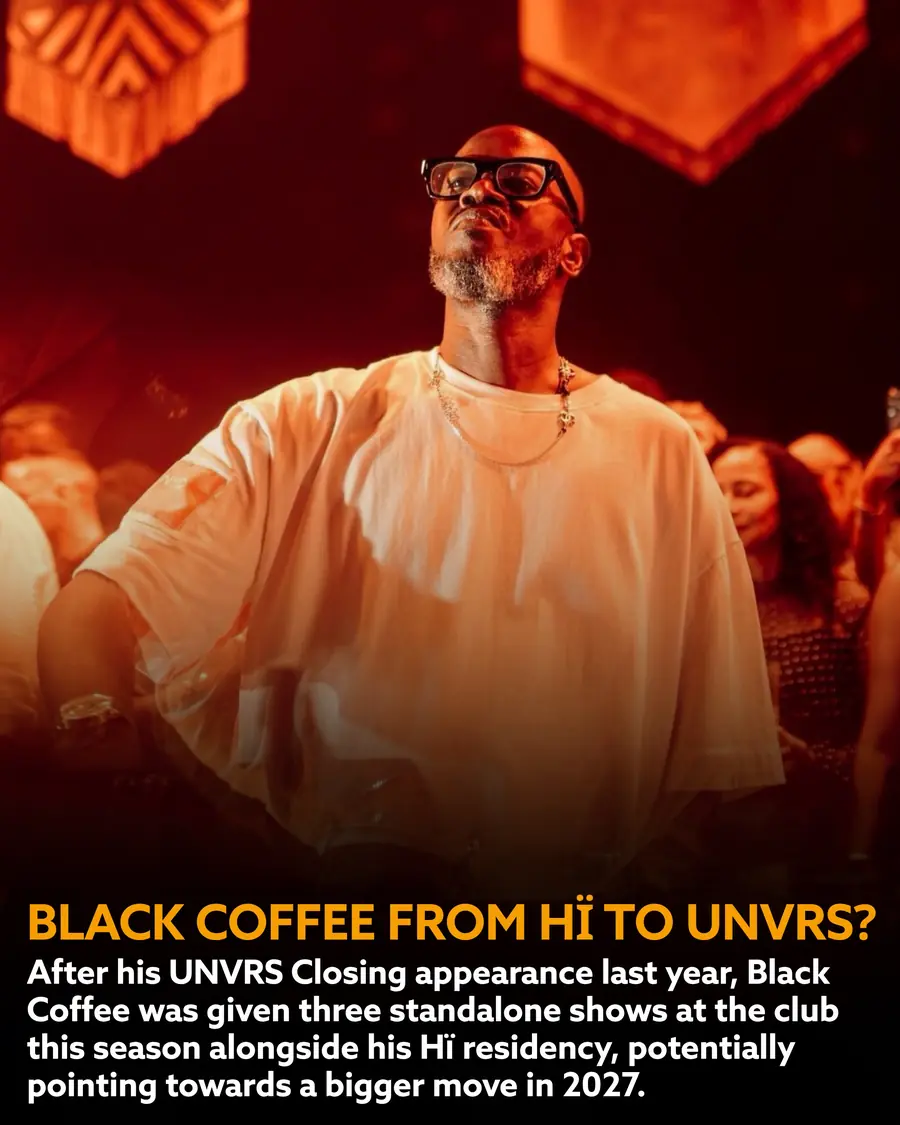 BLACK COFFEE FROM HÏ TO UNVRS?
After his UNVRS Closing appearance last year, Black
Coffee was given three standalone shows at the club
this season alongside his Hï residency, potentially
pointing towards a bigger move in 2027.